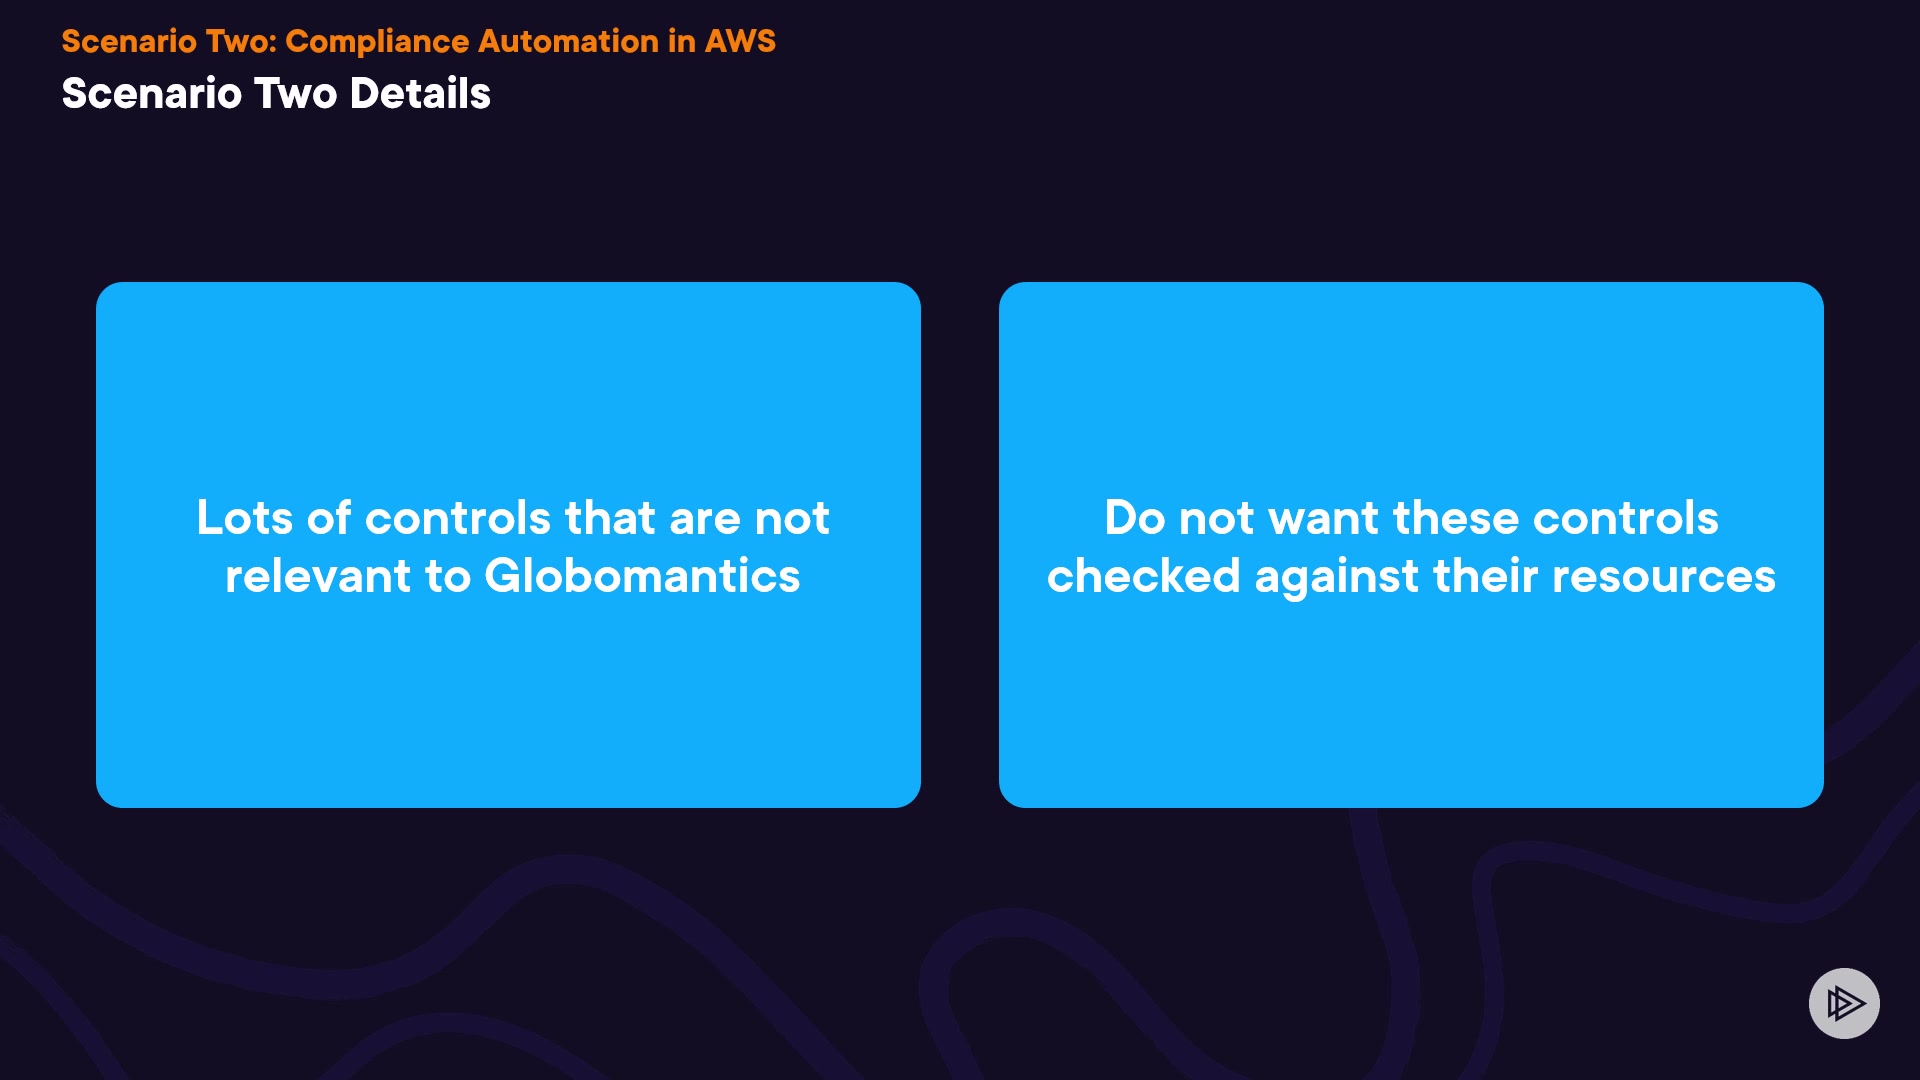 Scenario Two: Compliance Automation in AWS
Scenario Two Details
Lots of controls that are not
relevant to Globomantics
Do not want these controls
checked against their resources